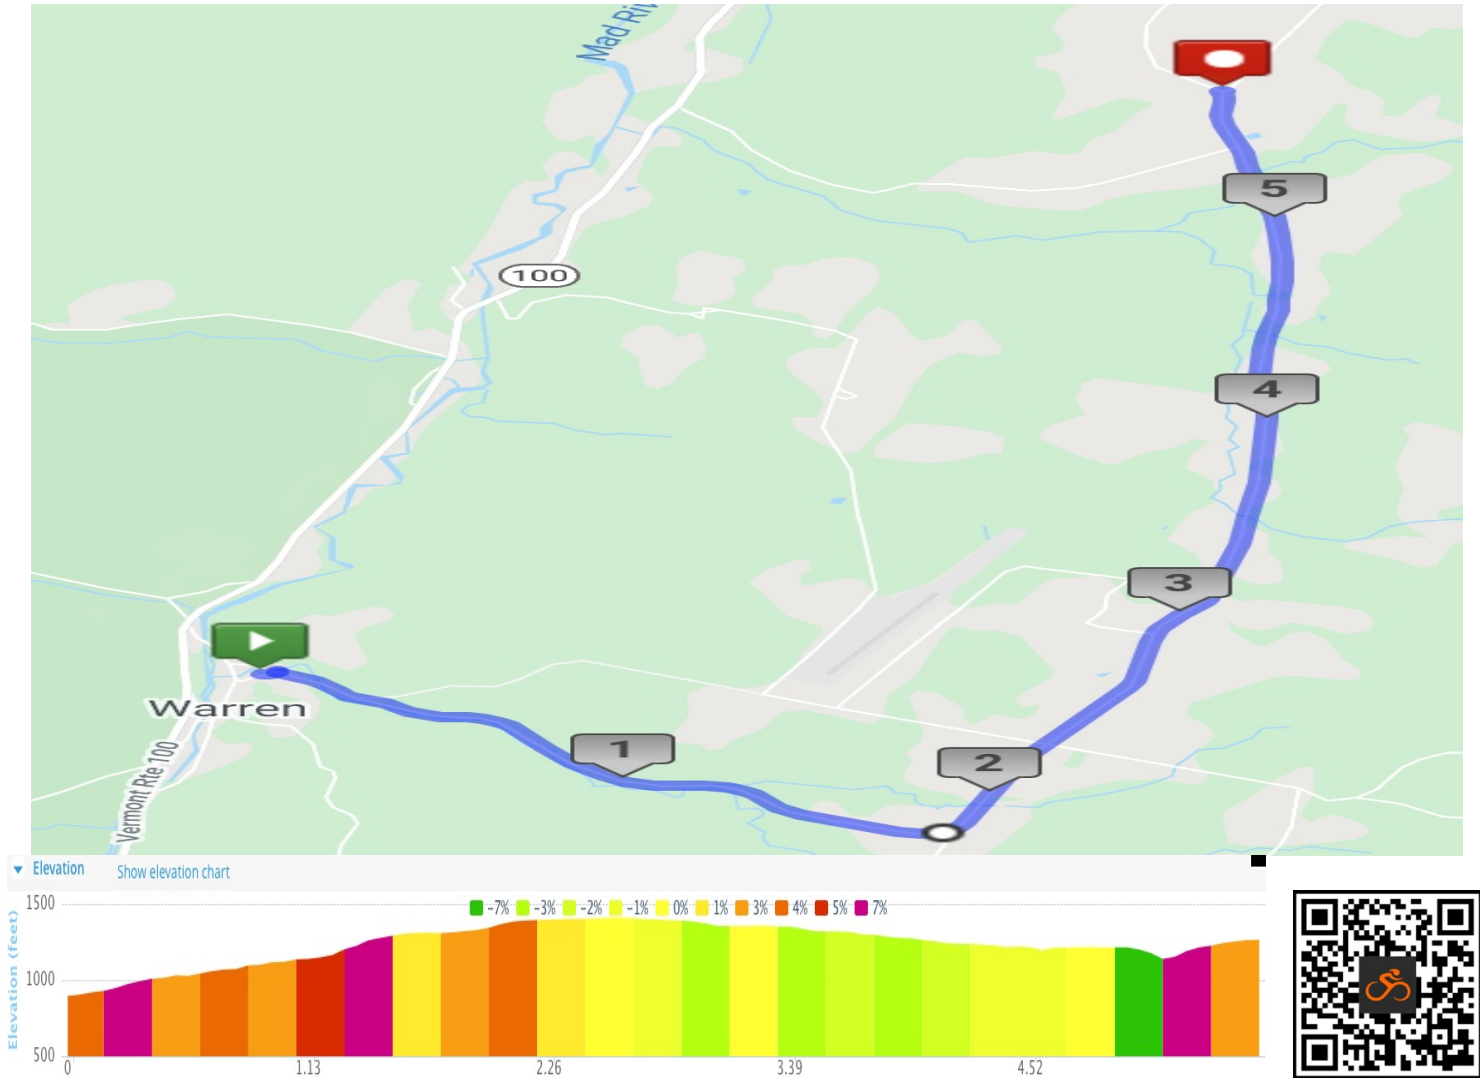 Mad Riv
5
100
4
3
Warren
1
2
Vermont Rte 100
Elevation Show elevation chart
1500
-7% -3% -2% -1% 0% 1% 3% 4% 5% 7%
Elevation (feet)
1000
500
0 1.13 2.26 3.39 4.52